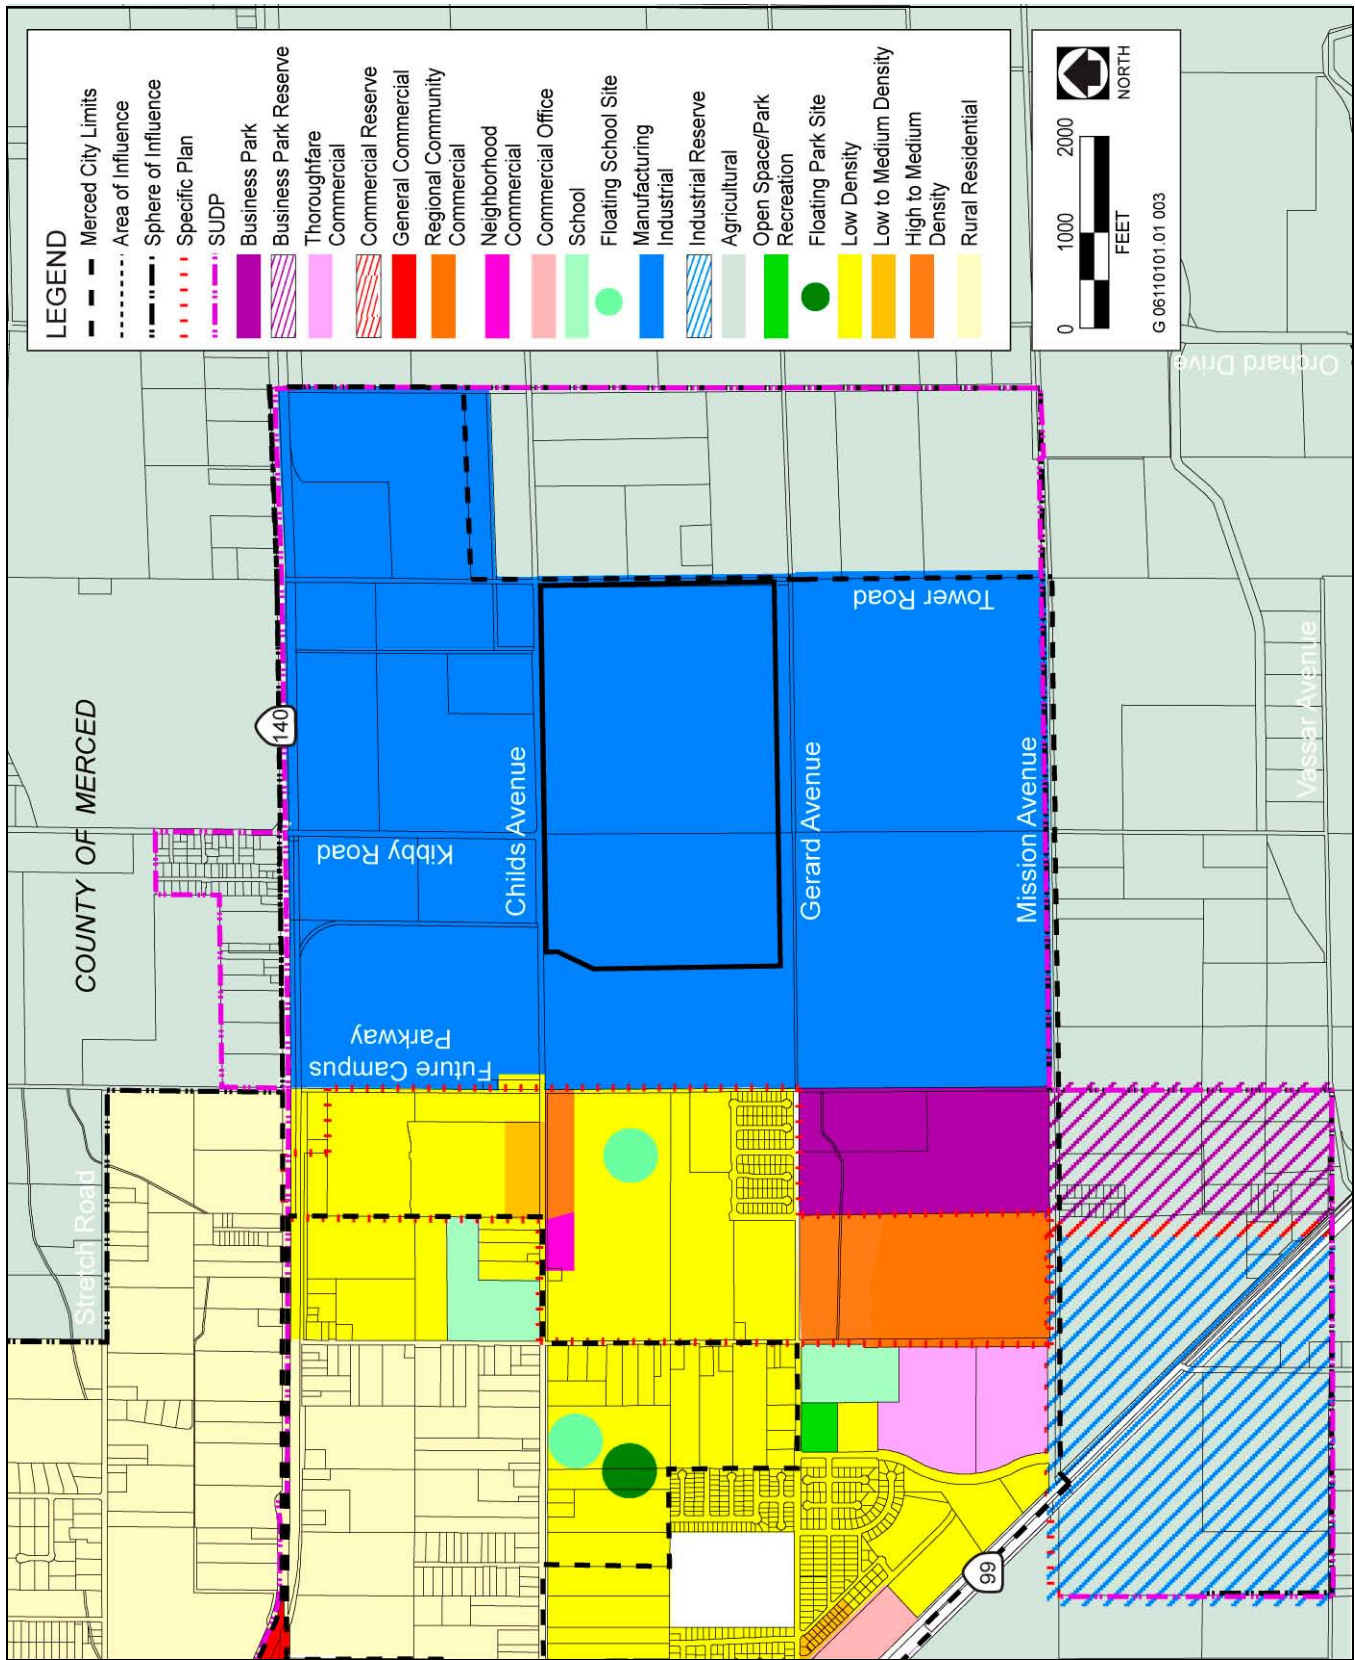 LEGEND
Merced City Limits
Area of Influence
Sphere of Influence
Specific Plan
SUDP
Business Park
Business Park Reserve
Thoroughfare
Commercial
Commercial Reserve
General Commercial
Regional Community
Commercial
Neighborhood
Commercial
Commercial Office
School
Floating School Site
Manufacturing
Industrial
Industrial Reserve
Agricultural
Open Space/Park
Recreation
Floating Park Site
Low Density
Low to Medium Density
High to Medium
Density
Rural Residential
0 1000 2000
FEET
NORTH
G 06110101.01 003
COUNTY OF MERCED
140
Stretch Road
Kibby Road
Future Campus
Parkway
Childs Avenue
Gerard Avenue
Tower Road
Mission Avenue
Orchard Drive
Vassar Avenue
99